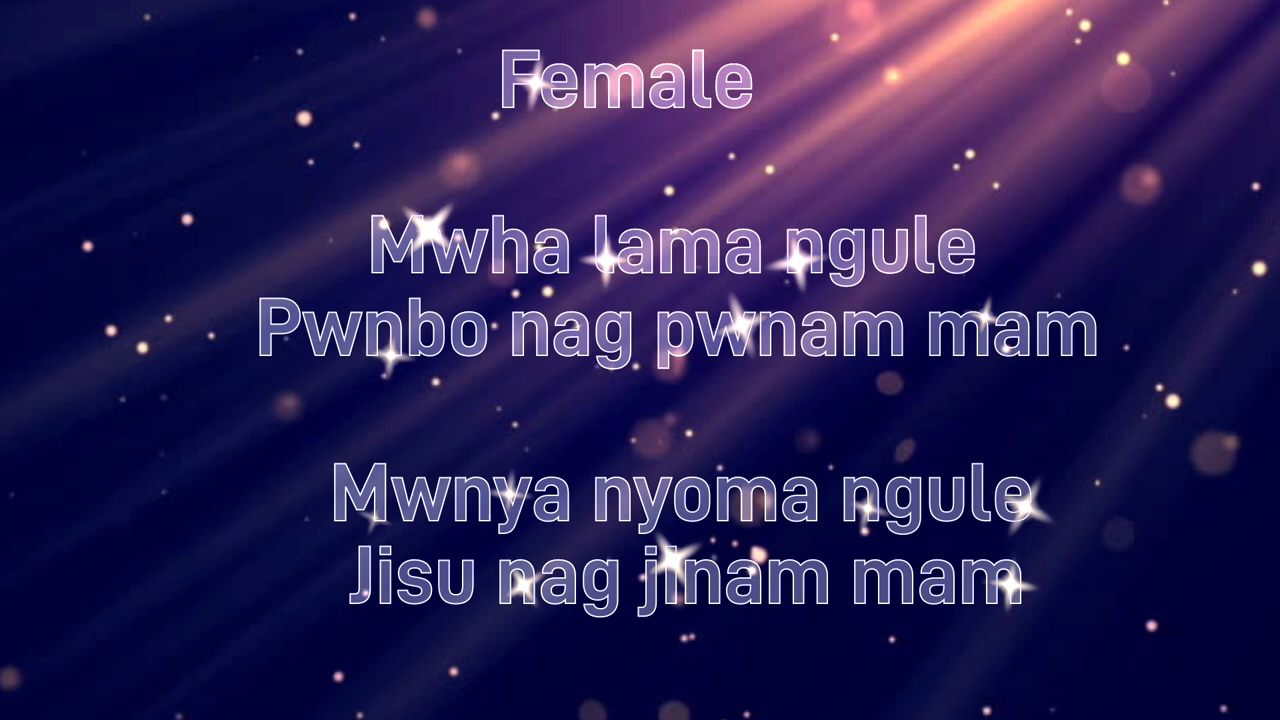 Female
Mwha lama ngule
Pwnbo nag pwnam mam
Mwnya nyoma ngule
Jisu nag jinam mam